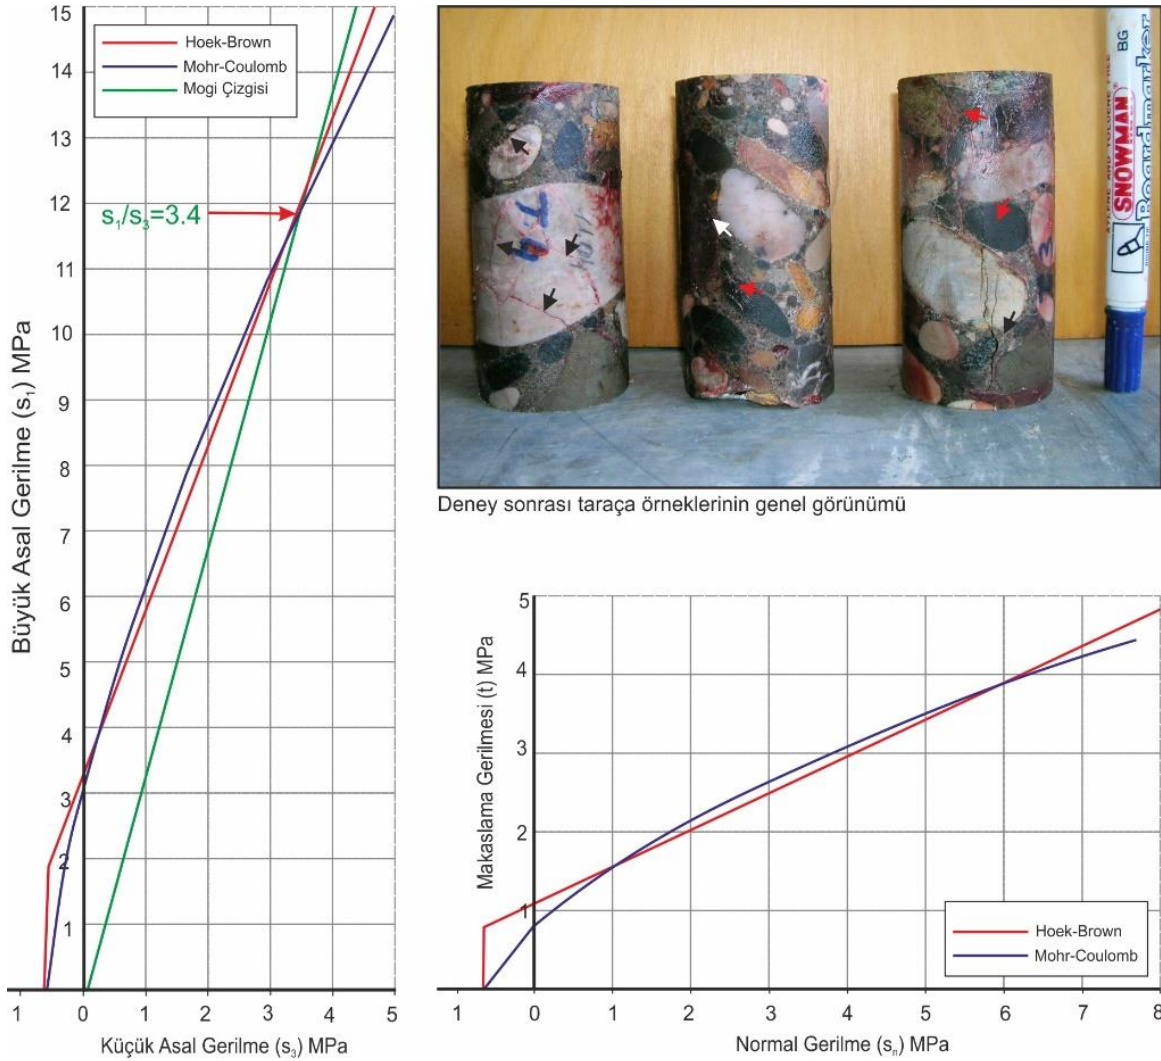 15
14
13
12
11
10
9
8
7
6
5
4
3
2
1
Büyük Asal Gerilme (s₁) MPa
Hoek-Brown
Mohr-Coulomb
Mogi Çizgisi
s₁/s₃=3.4
1 0 1 2 3 4 5
Küçük Asal Gerilme (s₃) MPa
SNOWMAN
Boardmarker
BG
3
Deney sonrası taraça örneklerinin genel görünümü
5
4
3
2
1
Makaslama Gerilmesi (t) MPa
Hoek-Brown
Mohr-Coulomb
1 0 1 2 3 4 5 6 7 8
Normal Gerilme (sₙ) MPa